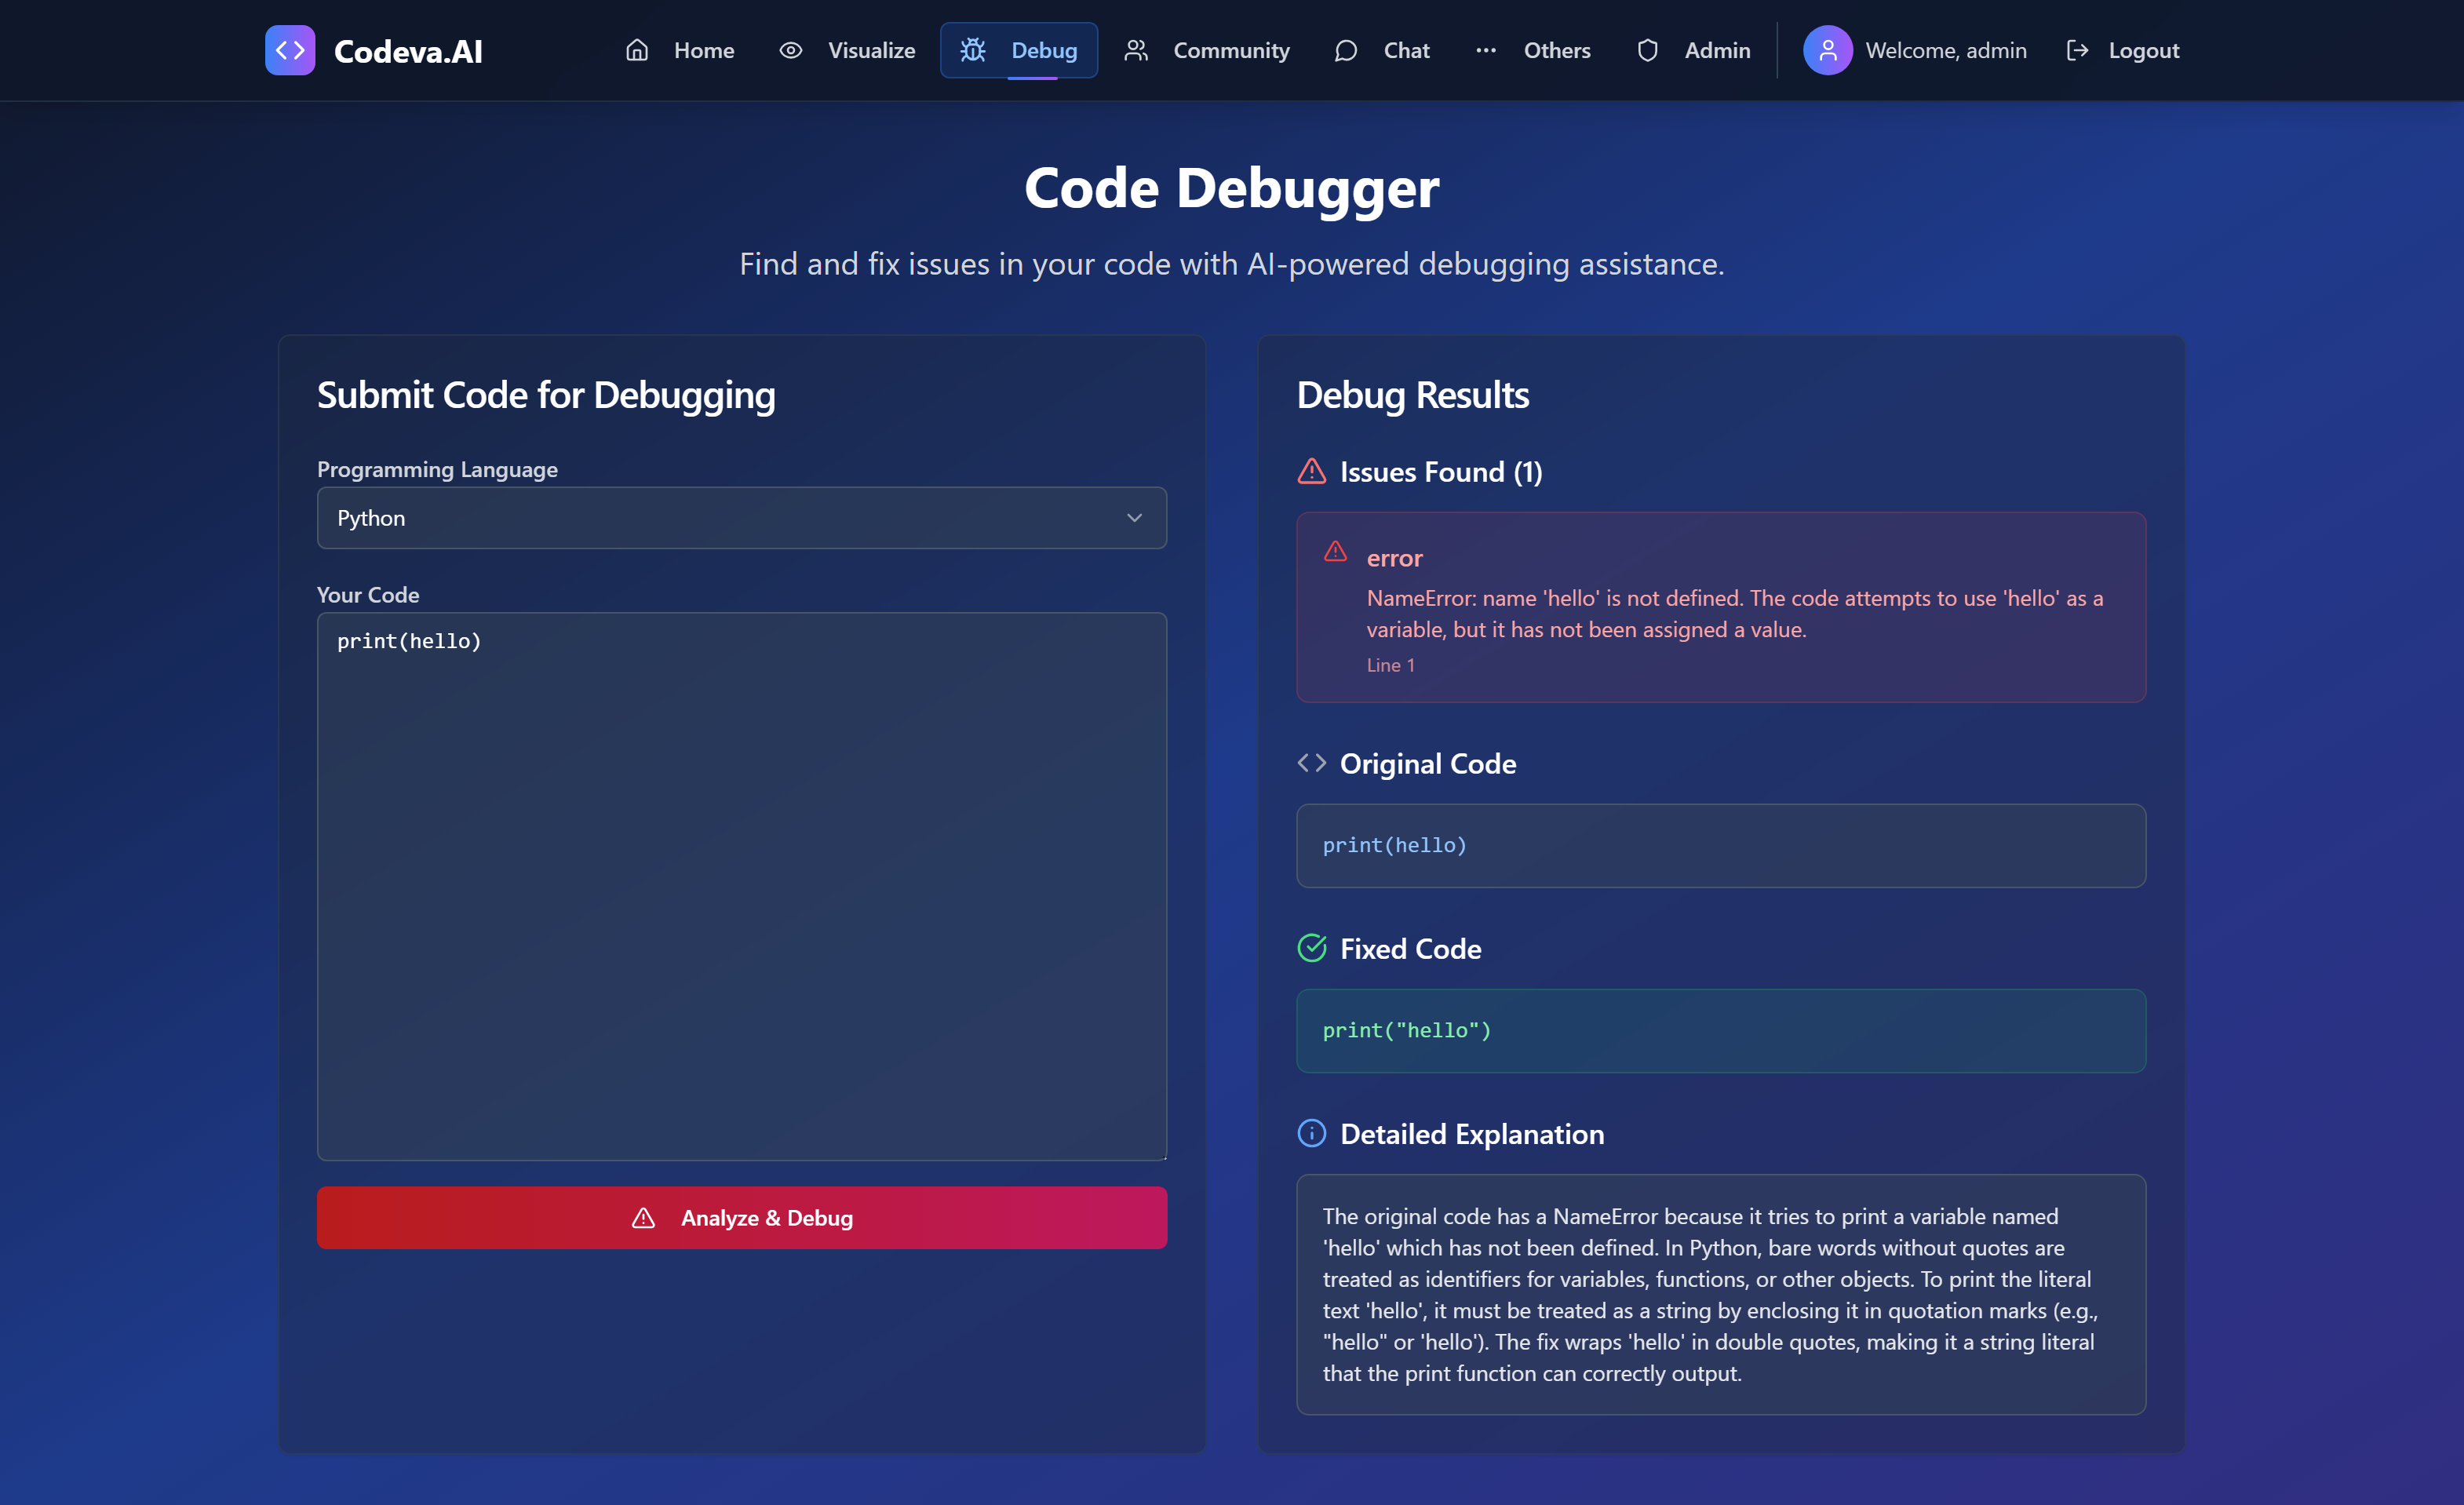 Codeva.AI
Home
Visualize
Debug
Community
Chat
Others
Admin
Welcome, admin
Logout
Code Debugger
Find and fix issues in your code with AI-powered debugging assistance.
Submit Code for Debugging
Programming Language
Python
Your Code
print(hello)
Analyze & Debug
Debug Results
Issues Found (1)
error
NameError: name 'hello' is not defined. The code attempts to use 'hello' as a
variable, but it has not been assigned a value.
Line 1
Original Code
print(hello)
Fixed Code
print("hello")
Detailed Explanation
The original code has a NameError because it tries to print a variable named
'hello' which has not been defined. In Python, bare words without quotes are
treated as identifiers for variables, functions, or other objects. To print the literal
text 'hello', it must be treated as a string by enclosing it in quotation marks (e.g.,
"hello" or 'hello'). The fix wraps 'hello' in double quotes, making it a string literal
that the print function can correctly output.